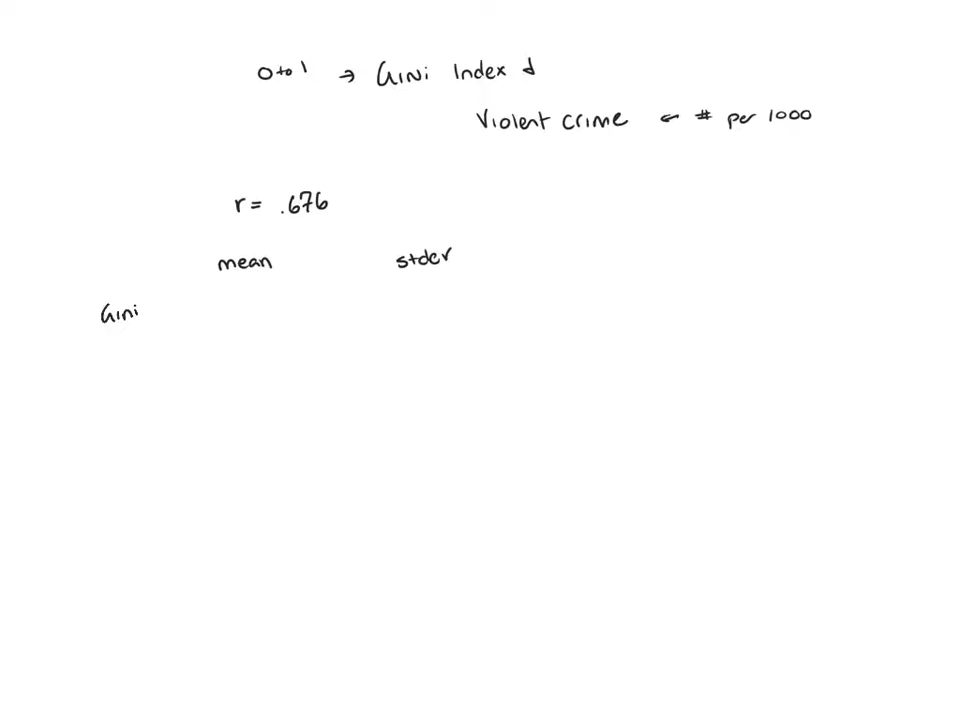 0 to 1 → GINI Index &
Violent crime ← # per 1000
r = .676
mean stdev
Gini